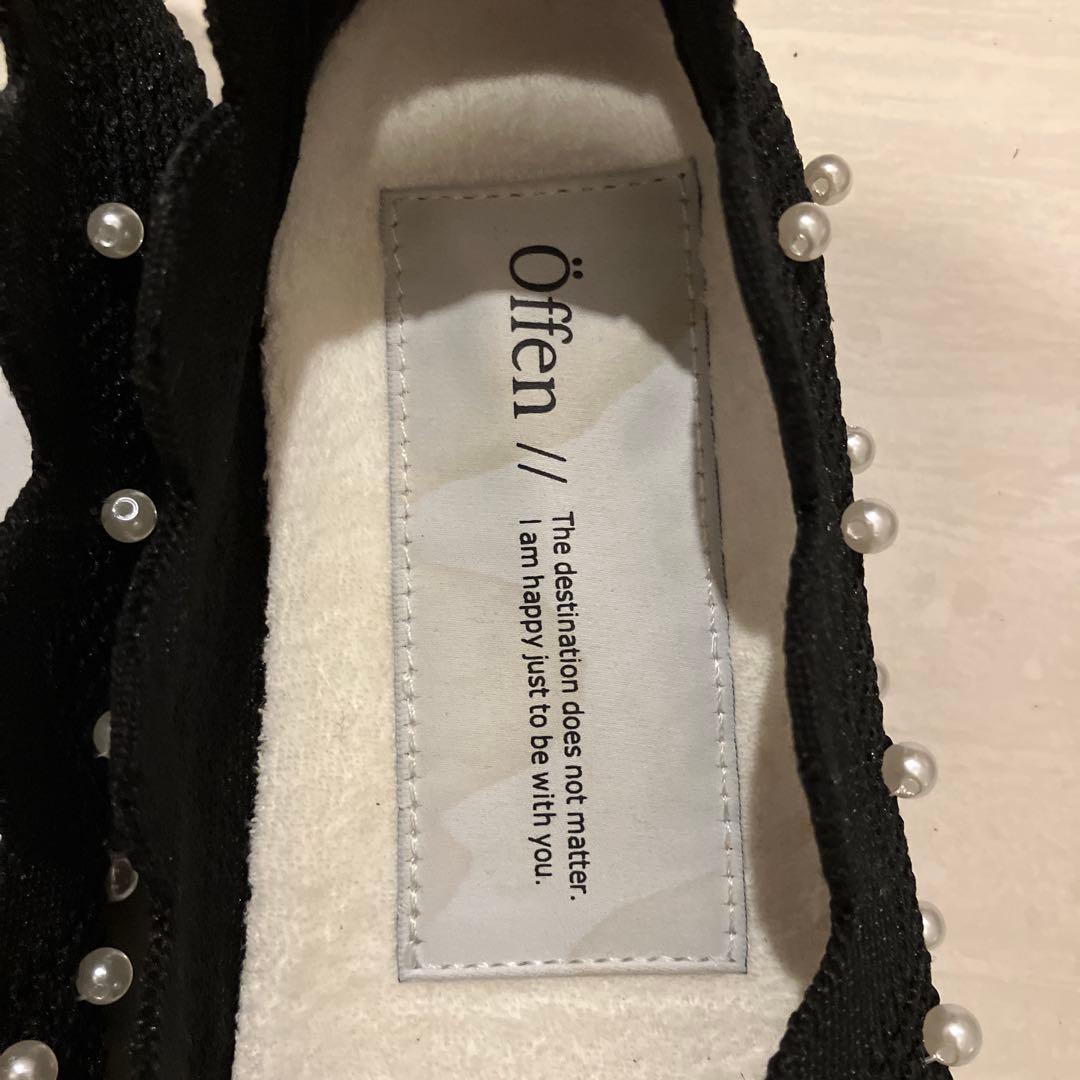 Öffen //
The destination does not matter.
I am happy just to be with you.